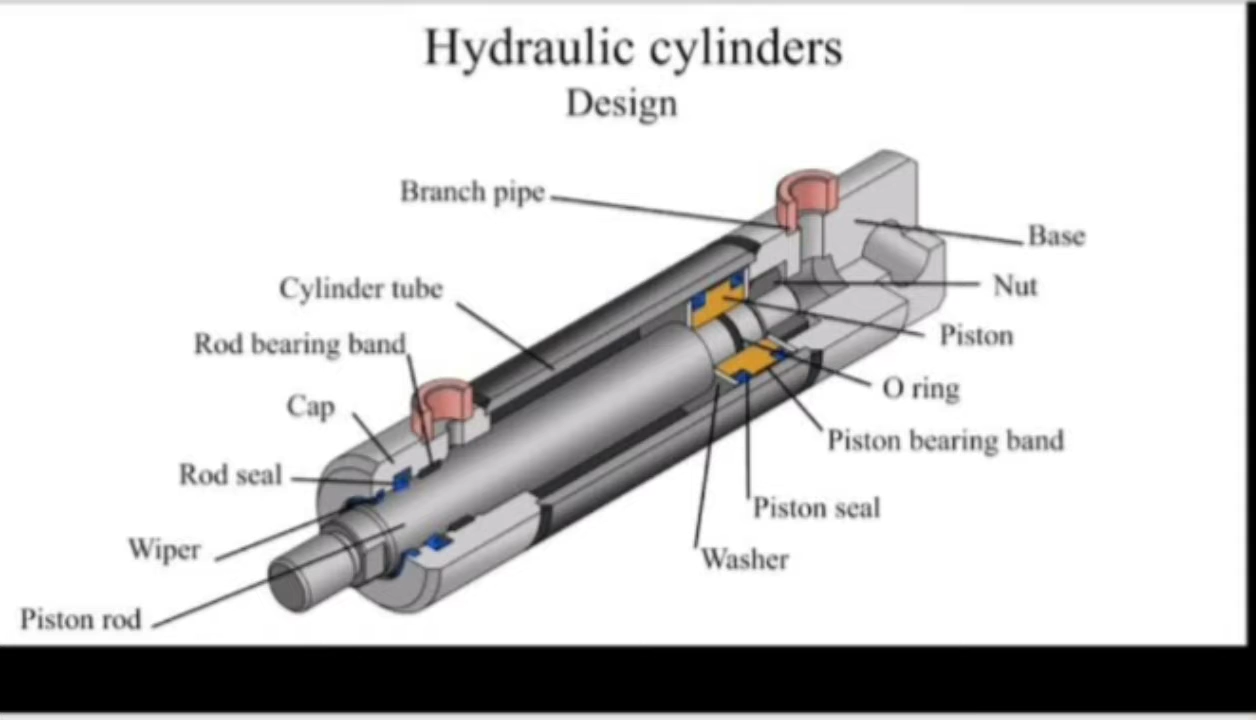 Hydraulic cylinders
Design
Branch pipe
Base
Cylinder tube
Nut
Rod bearing band
Piston
Cap
O ring
Piston bearing band
Rod seal
Piston seal
Wiper
Washer
Piston rod